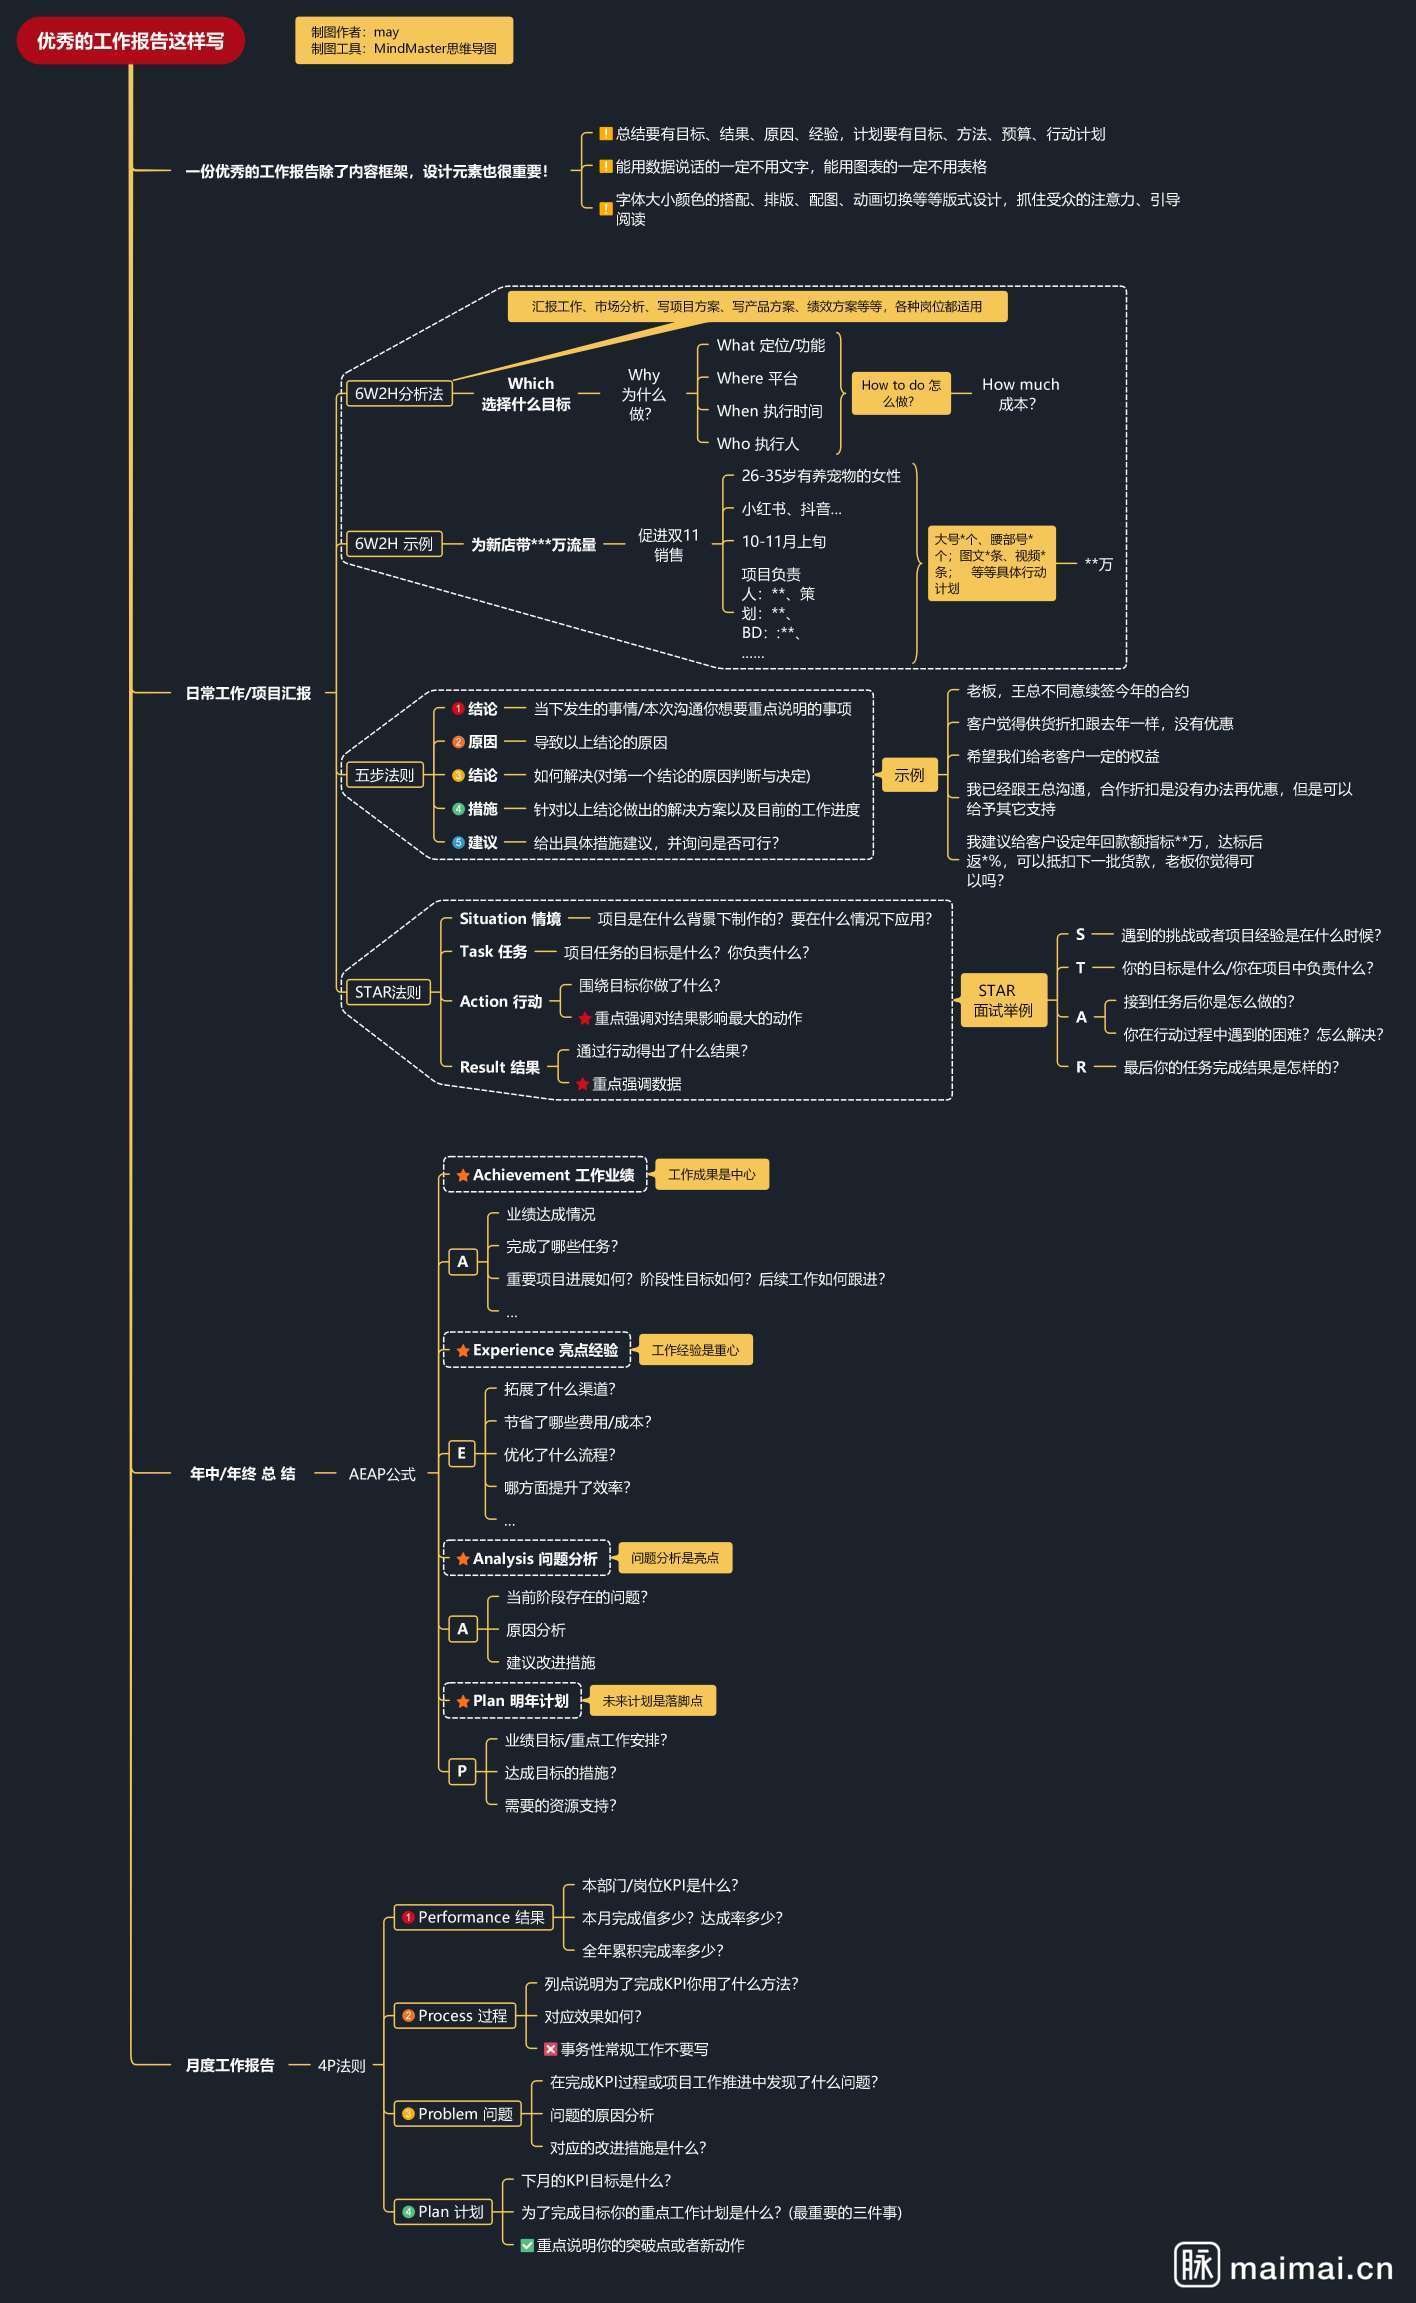 优秀的工作报告这样写
制图作者：may
制图工具：MindMaster思维导图
一份优秀的工作报告除了内容框架，设计元素也很重要！
总结要有目标、结果、原因、经验，计划要有目标、方法、预算、行动计划
能用数据说话的一定不用文字，能用图表的一定不用表格
字体大小颜色的搭配、排版、配图、动画切换等等版式设计，抓住受众的注意力、引导
阅读
日常工作/项目汇报
汇报工作、市场分析、写项目方案、写产品方案、绩效方案等等，各种岗位都适用
6W2H分析法
Which
选择什么目标
Why
为什么
做？
What 定位/功能
Where 平台
When 执行时间
Who 执行人
How to do 怎
么做？
How much
成本？
6W2H 示例
为新店带***万流量
促进双11
销售
26-35岁有养宠物的女性
小红书、抖音...
10-11月上旬
项目负责
人：**、策
划：**、
BD：:**、
......
大号*个、腰部号*
个；图文*条、视频*
条；　等等具体行动
计划
**万
五步法则
1 结论
当下发生的事情/本次沟通你想要重点说明的事项
2 原因
导致以上结论的原因
3 结论
如何解决(对第一个结论的原因判断与决定)
4 措施
针对以上结论做出的解决方案以及目前的工作进度
5 建议
给出具体措施建议，并询问是否可行？
示例
老板，王总不同意续签今年的合约
客户觉得供货折扣跟去年一样，没有优惠
希望我们给老客户一定的权益
我已经跟王总沟通，合作折扣是没有办法再优惠，但是可以
给予其它支持
我建议给客户设定年回款额指标**万，达标后
返*%，可以抵扣下一批货款，老板你觉得可
以吗？
STAR法则
Situation 情境
项目是在什么背景下制作的？要在什么情况下应用？
Task 任务
项目任务的目标是什么？你负责什么？
Action 行动
围绕目标你做了什么？
重点强调对结果影响最大的动作
Result 结果
通过行动得出了什么结果？
重点强调数据
STAR
面试举例
S
遇到的挑战或者项目经验是在什么时候？
T
你的目标是什么/你在项目中负责什么？
A
接到任务后你是怎么做的？
你在行动过程中遇到的困难？怎么解决？
R
最后你的任务完成结果是怎样的？
年中/年终 总 结
AEAP公式
Achievement 工作业绩
工作成果是中心
A
业绩达成情况
完成了哪些任务？
重要项目进展如何？阶段性目标如何？后续工作如何跟进？
...
Experience 亮点经验
工作经验是重心
E
拓展了什么渠道？
节省了哪些费用/成本？
优化了什么流程？
哪方面提升了效率？
...
Analysis 问题分析
问题分析是亮点
A
当前阶段存在的问题？
原因分析
建议改进措施
Plan 明年计划
未来计划是落脚点
P
业绩目标/重点工作安排？
达成目标的措施？
需要的资源支持？
月度工作报告
4P法则
1 Performance 结果
本部门/岗位KPI是什么？
本月完成值多少？达成率多少？
全年累积完成率多少？
2 Process 过程
列点说明为了完成KPI你用了什么方法？
对应效果如何？
事务性常规工作不要写
3 Problem 问题
在完成KPI过程或项目工作推进中发现了什么问题？
问题的原因分析
对应的改进措施是什么？
4 Plan 计划
下月的KPI目标是什么？
为了完成目标你的重点工作计划是什么？(最重要的三件事)
重点说明你的突破点或者新动作
脉 maimai.cn